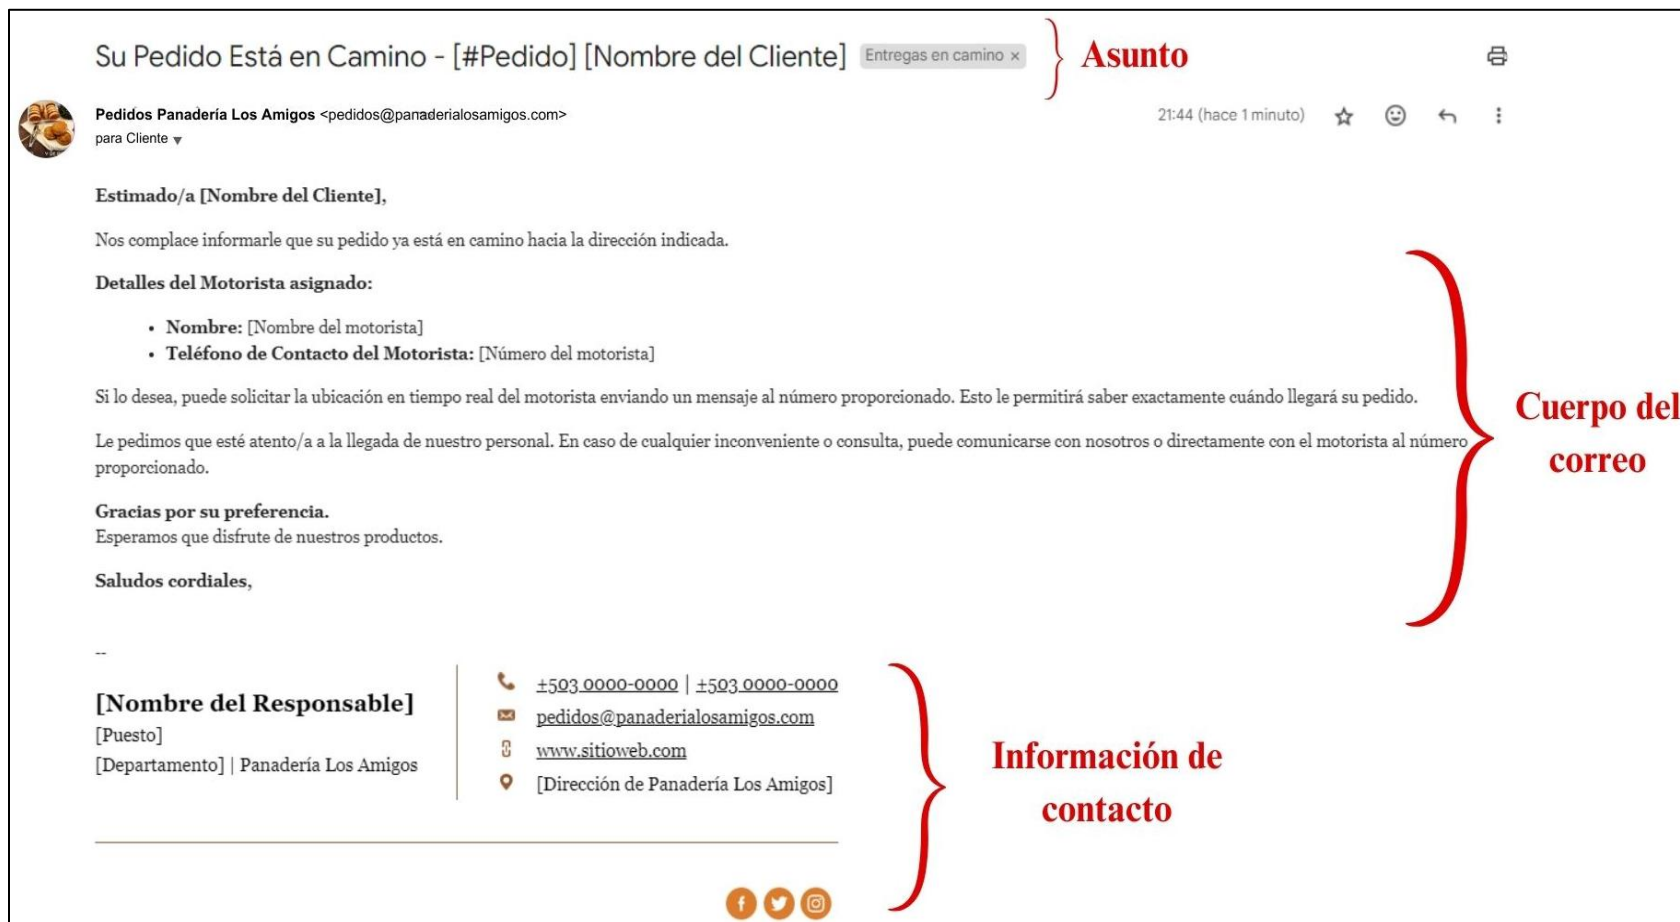 Su Pedido Está en Camino - [#Pedido] [Nombre del Cliente] Entregas en camino ×
Asunto
Pedidos Panadería Los Amigos <pedidos@panaderialosamigos.com>
21:44 (hace 1 minuto)
para Cliente
Estimado/a [Nombre del Cliente],
Nos complace informarle que su pedido ya está en camino hacia la dirección indicada.
Detalles del Motorista asignado:
• Nombre: [Nombre del motorista]
• Teléfono de Contacto del Motorista: [Número del motorista]
Si lo desea, puede solicitar la ubicación en tiempo real del motorista enviando un mensaje al número proporcionado. Esto le permitirá saber exactamente cuándo llegará su pedido.
Le pedimos que esté atento/a a la llegada de nuestro personal. En caso de cualquier inconveniente o consulta, puede comunicarse con nosotros o directamente con el motorista al número
proporcionado.
Cuerpo del
correo
Gracias por su preferencia.
Esperamos que disfrute de nuestros productos.
Saludos cordiales,
--
[Nombre del Responsable]
[Puesto]
[Departamento] | Panadería Los Amigos
+503 0000-0000 | +503 0000-0000
pedidos@panaderialosamigos.com
www.sitioweb.com
[Dirección de Panadería Los Amigos]
Información de
contacto